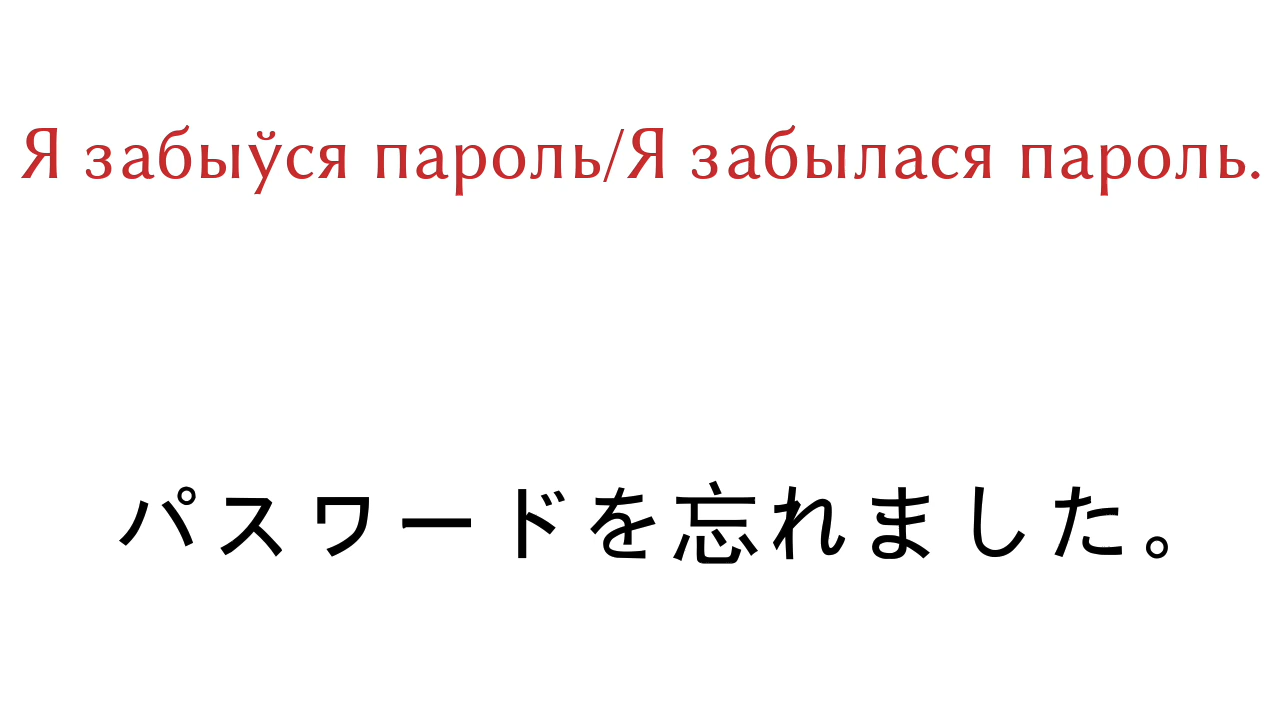 Я забыўся пароль/Я забылася пароль.
パスワードを忘れました。